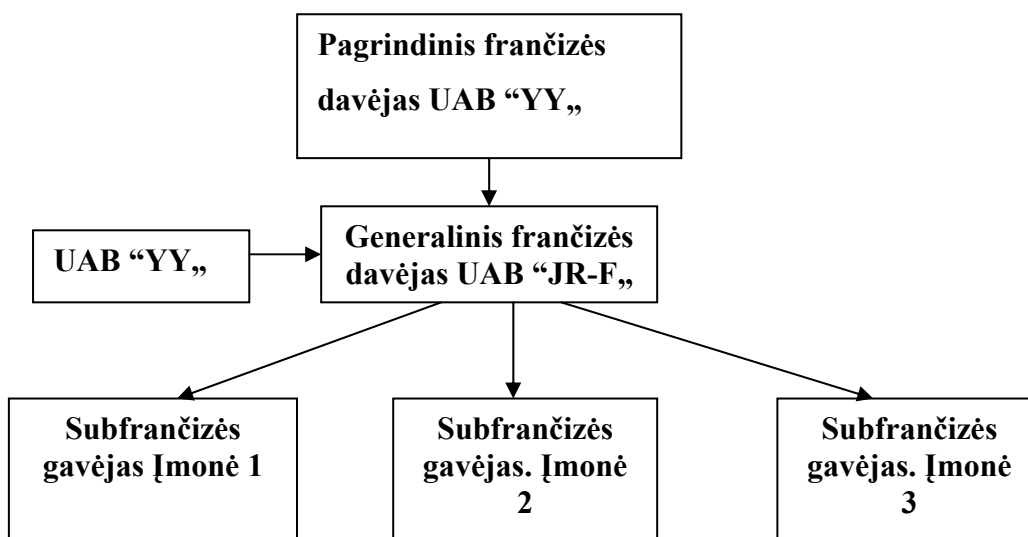 Pagrindinis frančizės
davėjas UAB “YY„
Generalinis frančizės
davėjas UAB “JR-F„
UAB “YY„
Subfrančizės
gavėjas Įmonė 1
Subfrančizės
gavėjas. Įmonė
2
Subfrančizės
gavėjas. Įmonė
3